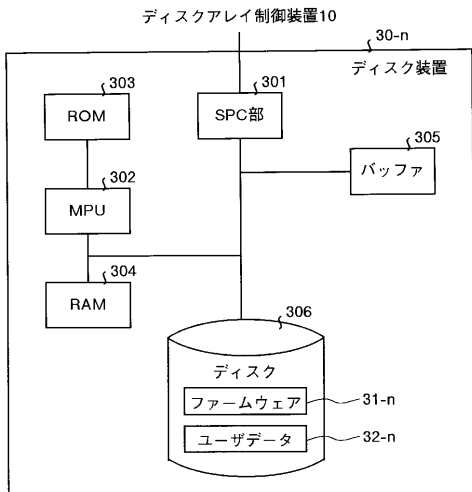 ディスクアレイ制御装置10
30-n
ディスク装置
303
ROM
301
SPC部
305
バッファ
302
MPU
304
RAM
306
ディスク
ファームウェア
31-n
ユーザデータ
32-n